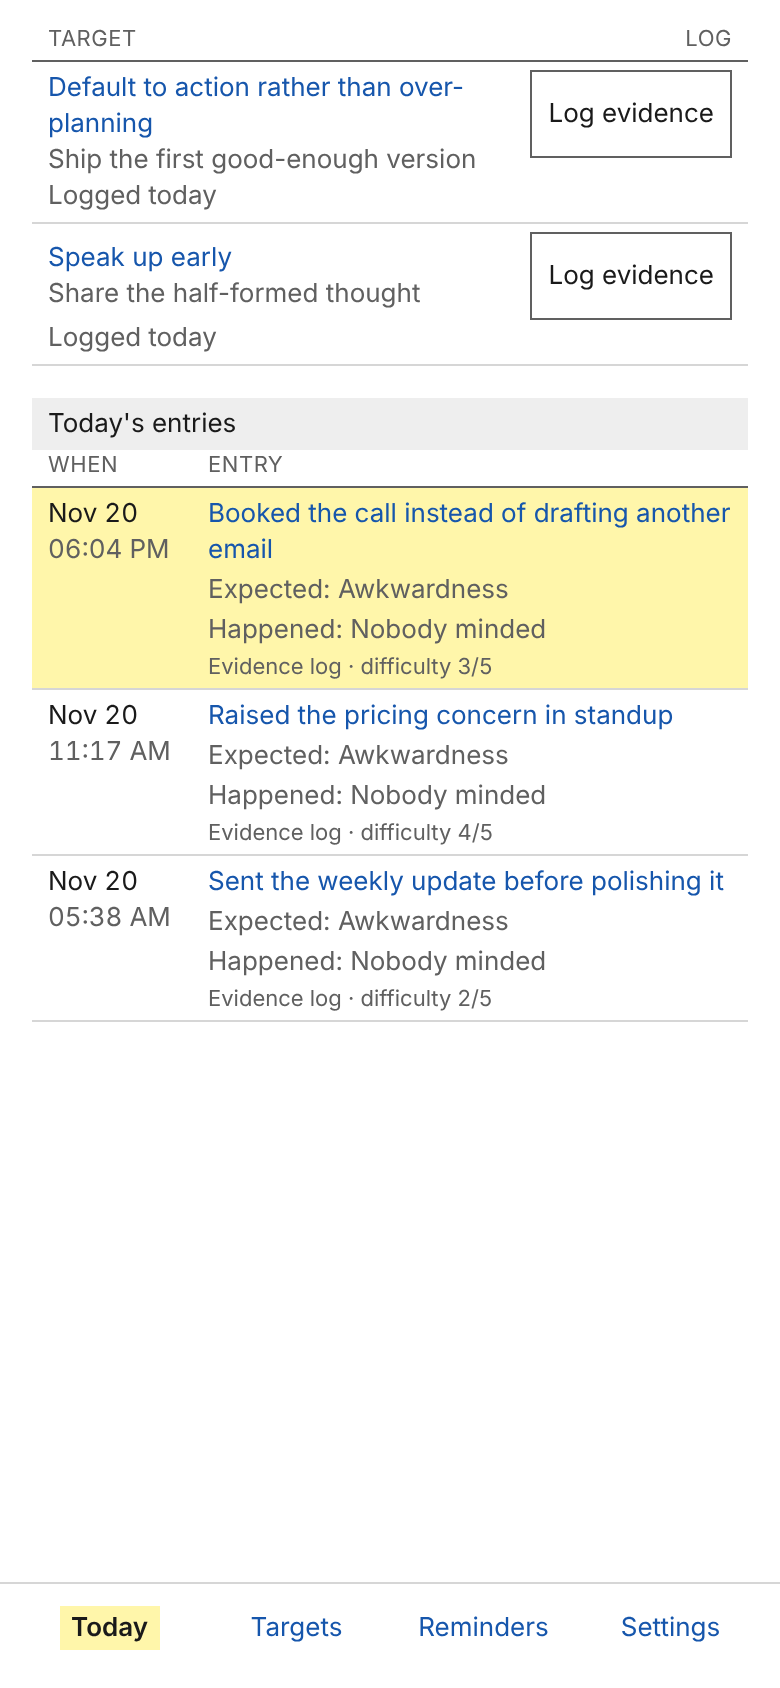 TARGET LOG
Default to action rather than over-
planning
Ship the first good-enough version
Logged today
Log evidence
Speak up early
Share the half-formed thought
Logged today
Log evidence
Today's entries
WHEN ENTRY
Nov 20
06:04 PM
Booked the call instead of drafting another
email
Expected: Awkwardness
Happened: Nobody minded
Evidence log · difficulty 3/5
Nov 20
11:17 AM
Raised the pricing concern in standup
Expected: Awkwardness
Happened: Nobody minded
Evidence log · difficulty 4/5
Nov 20
05:38 AM
Sent the weekly update before polishing it
Expected: Awkwardness
Happened: Nobody minded
Evidence log · difficulty 2/5
Today Targets Reminders Settings